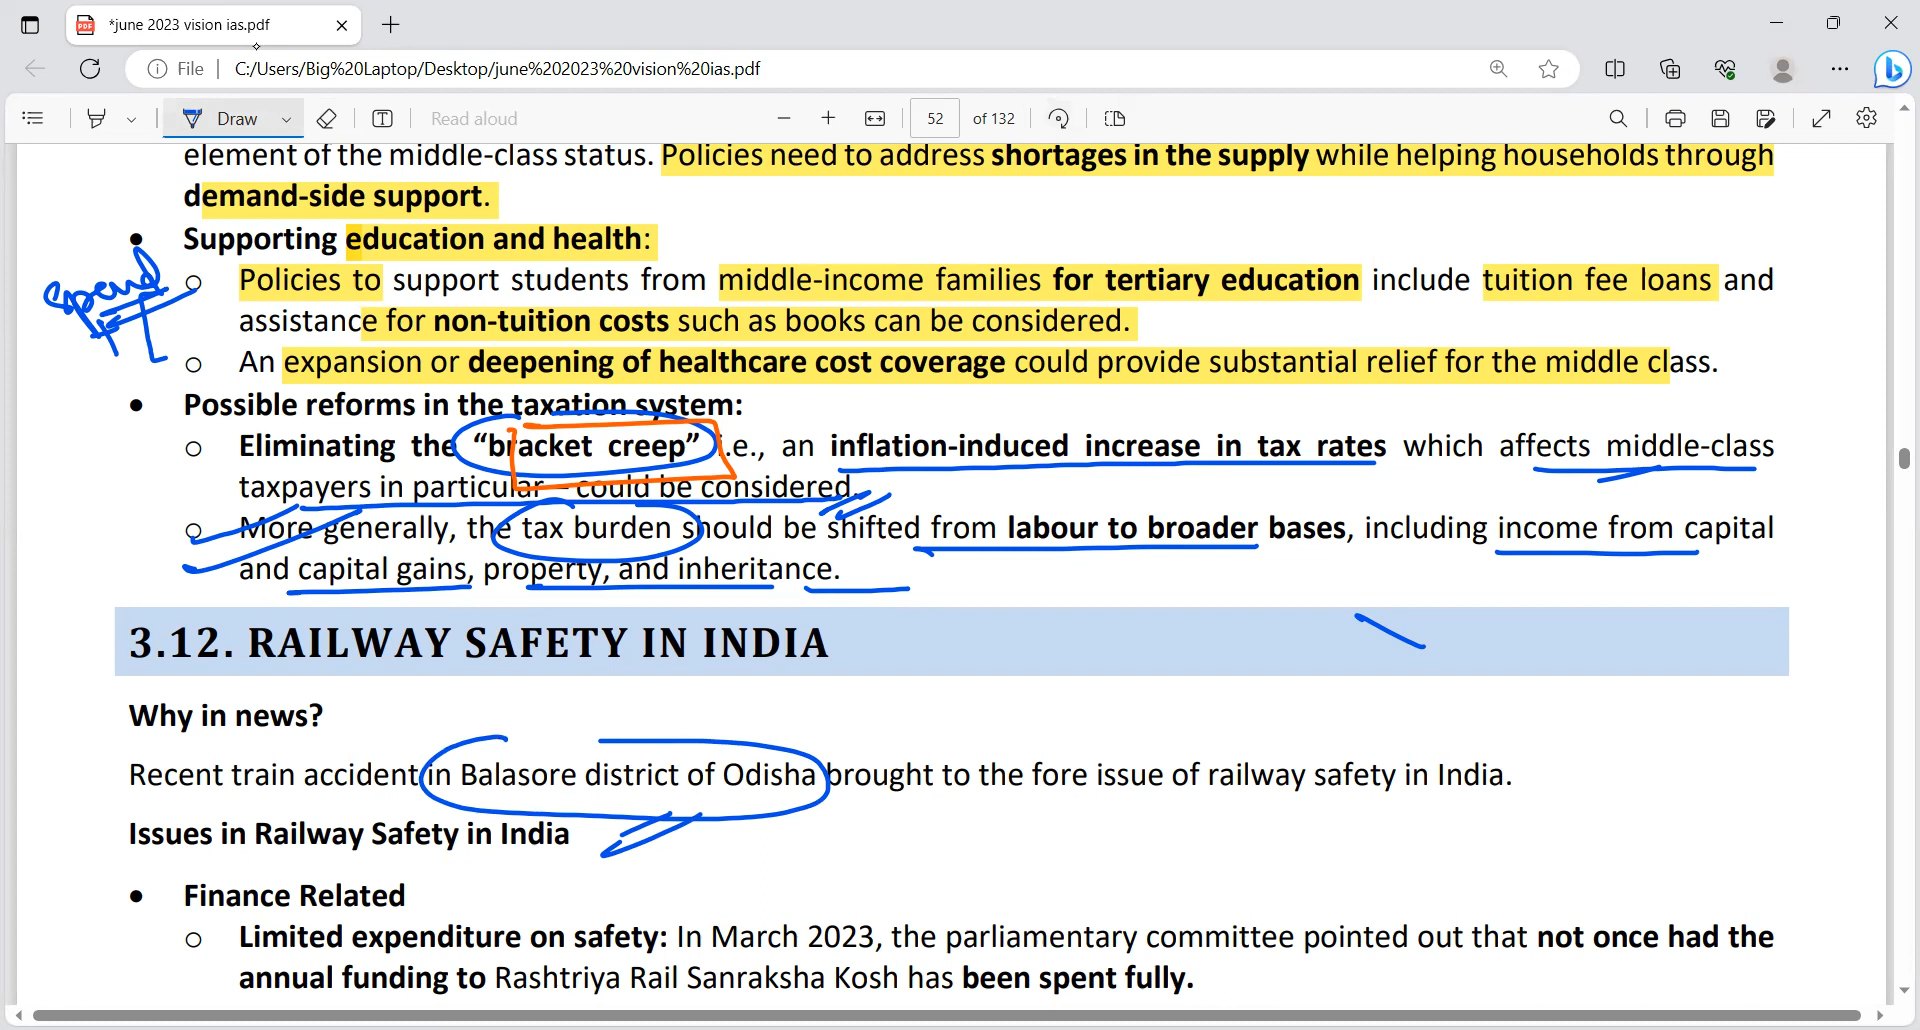 *june 2023 vision ias.pdf
File C:/Users/Big%20Laptop/Desktop/june%202023%20vision%20ias.pdf
Draw Read aloud 52 of 132
element of the middle-class status. Policies need to address shortages in the supply while helping households through
demand-side support.
• Supporting education and health:
spend
o Policies to support students from middle-income families for tertiary education include tuition fee loans and
assistance for non-tuition costs such as books can be considered.
o An expansion or deepening of healthcare cost coverage could provide substantial relief for the middle class.
• Possible reforms in the taxation system:
o Eliminating the “bracket creep” i.e., an inflation-induced increase in tax rates which affects middle-class
taxpayers in particular – could be considered.
o More generally, the tax burden should be shifted from labour to broader bases, including income from capital
and capital gains, property, and inheritance.
3.12. RAILWAY SAFETY IN INDIA
Why in news?
Recent train accident in Balasore district of Odisha brought to the fore issue of railway safety in India.
Issues in Railway Safety in India
• Finance Related
o Limited expenditure on safety: In March 2023, the parliamentary committee pointed out that not once had the
annual funding to Rashtriya Rail Sanraksha Kosh has been spent fully.